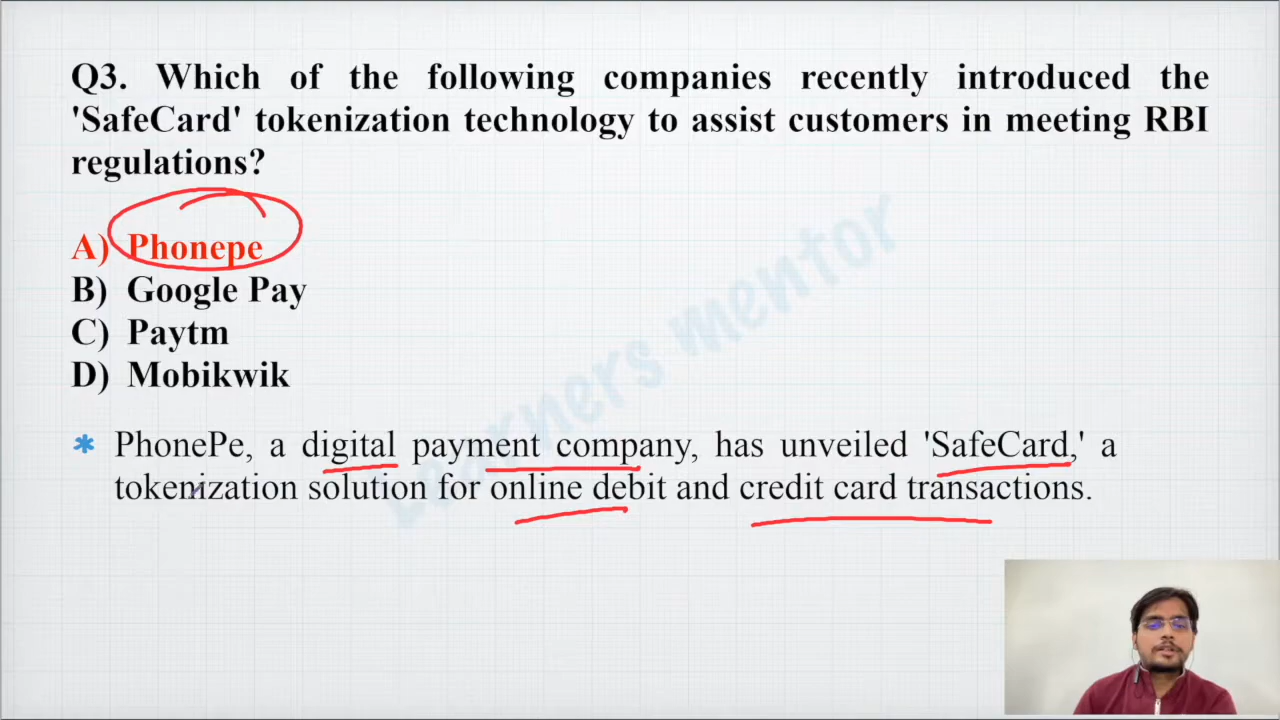 Q3. Which of the following companies recently introduced the
'SafeCard' tokenization technology to assist customers in meeting RBI
regulations?
A) Phonepe
B) Google Pay
C) Paytm
D) Mobikwik
PhonePe, a digital payment company, has unveiled 'SafeCard,' a
tokenization solution for online debit and credit card transactions.
Learners mentor